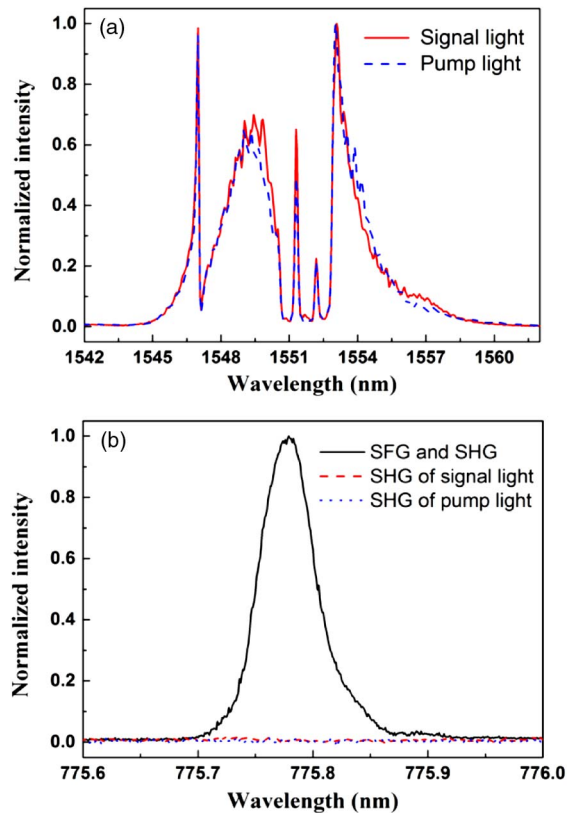 (a)
Signal light
Pump light
Normalized intensity
1.0
0.8
0.6
0.4
0.2
0.0
1542 1545 1548 1551 1554 1557 1560
Wavelength (nm)
(b)
SFG and SHG
SHG of signal light
SHG of pump light
Normalized intensity
1.0
0.8
0.6
0.4
0.2
0.0
775.6 775.7 775.8 775.9 776.0
Wavelength (nm)